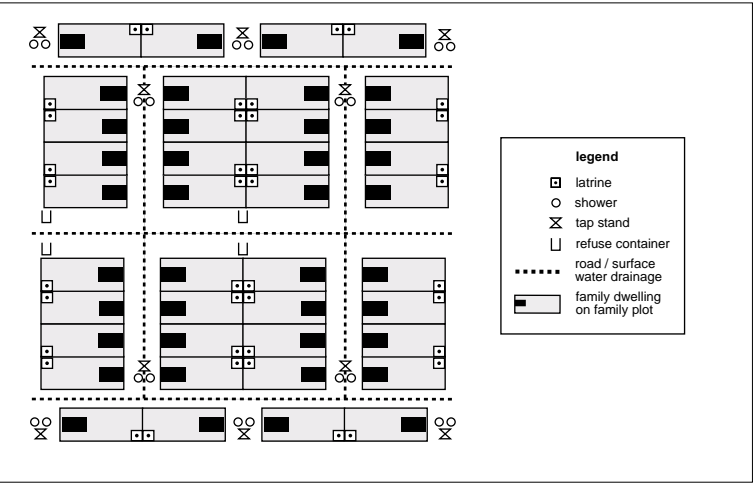 legend
latrine
shower
tap stand
refuse container
road / surface
water drainage
family dwelling
on family plot